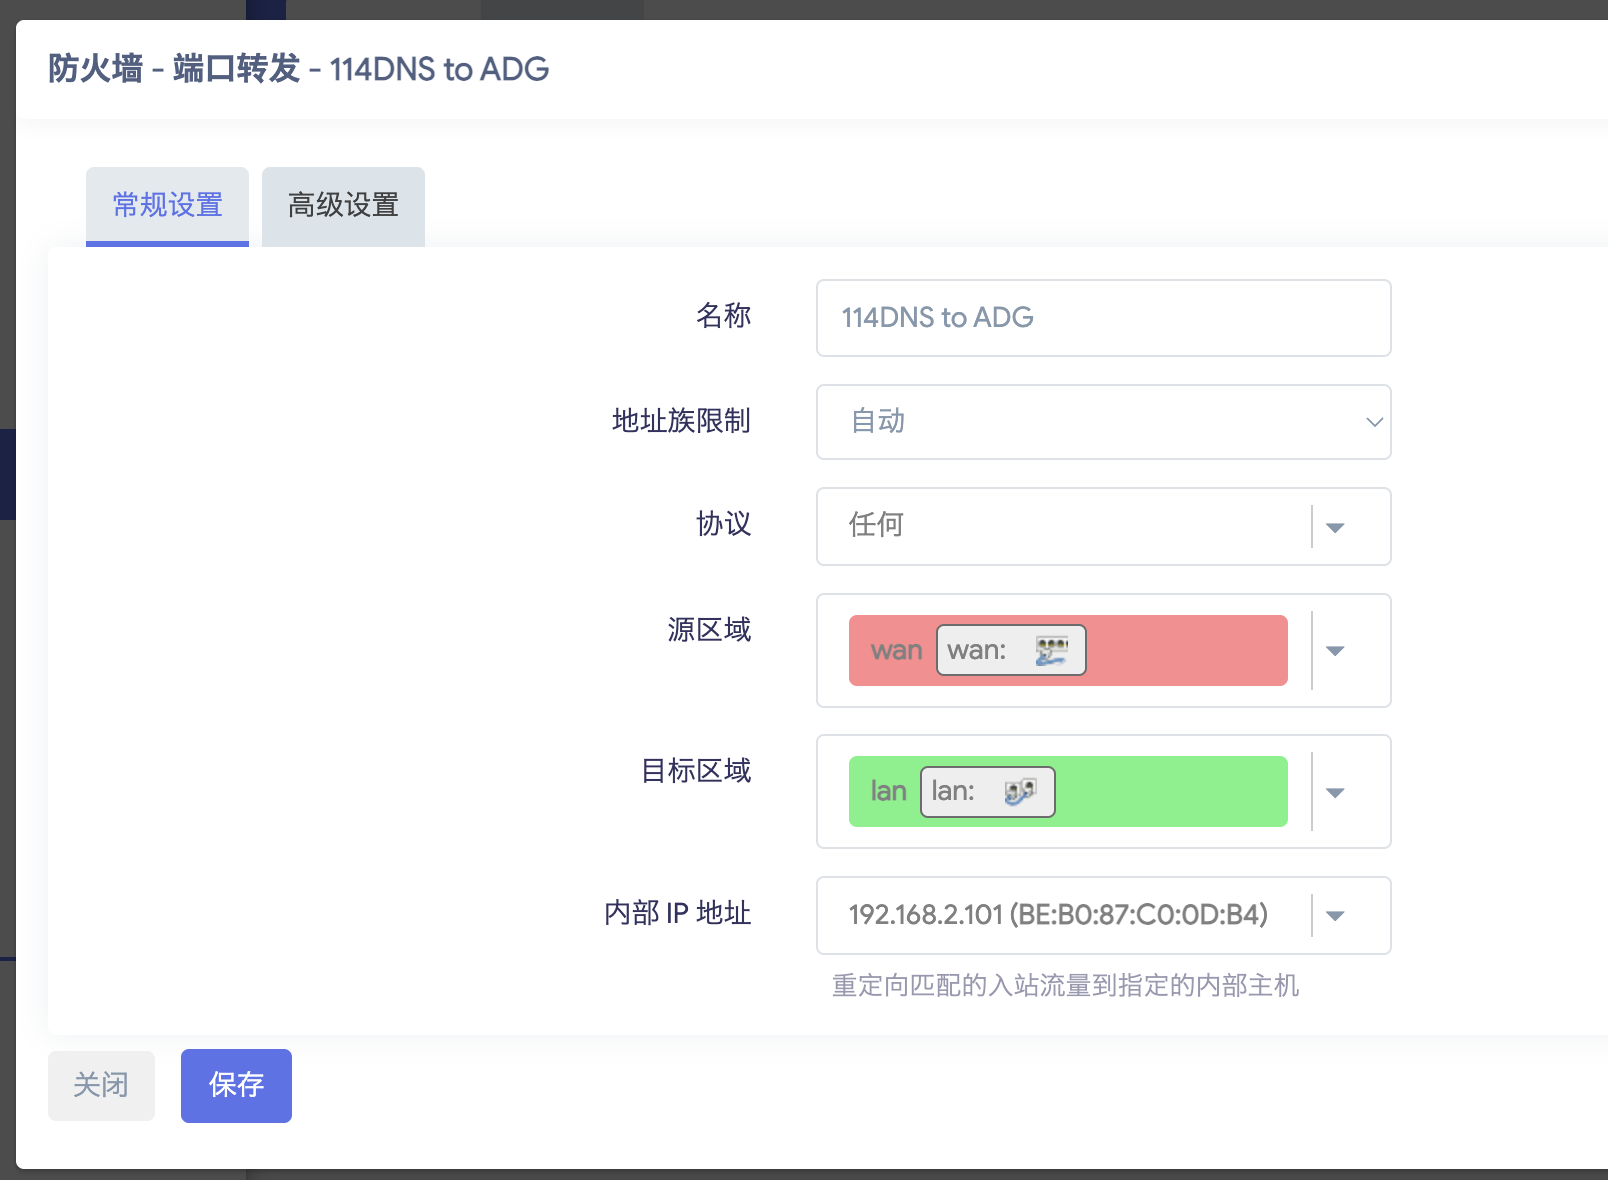 防火墙 - 端口转发 - 114DNS to ADG
常规设置 高级设置
名称 114DNS to ADG
地址族限制 自动
协议 任何
源区域 wan wan:
目标区域 lan lan:
内部 IP 地址 192.168.2.101 (BE:B0:87:C0:0D:B4)
重定向匹配的入站流量到指定的内部主机
关闭 保存